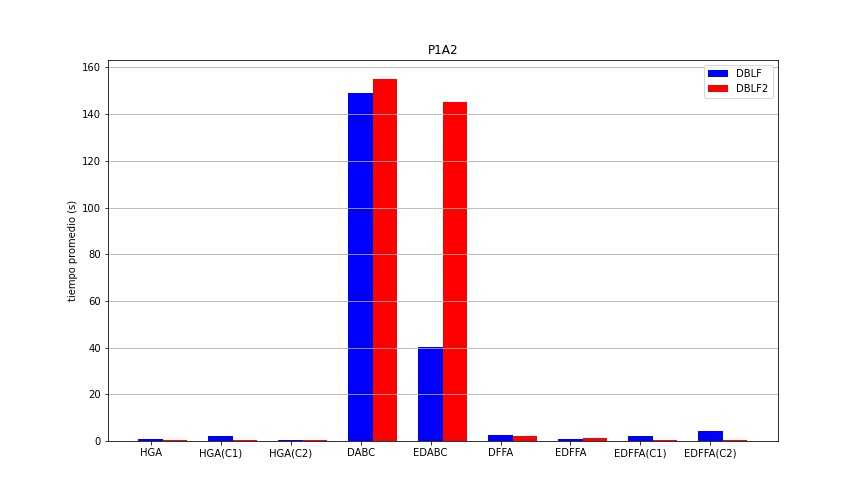 P1A2
DBLF
DBLF2
tiempo promedio (s)
160
140
120
100
80
60
40
20
0
HGA HGA(C1) HGA(C2) DABC EDABC DFFA EDFFA EDFFA(C1) EDFFA(C2)